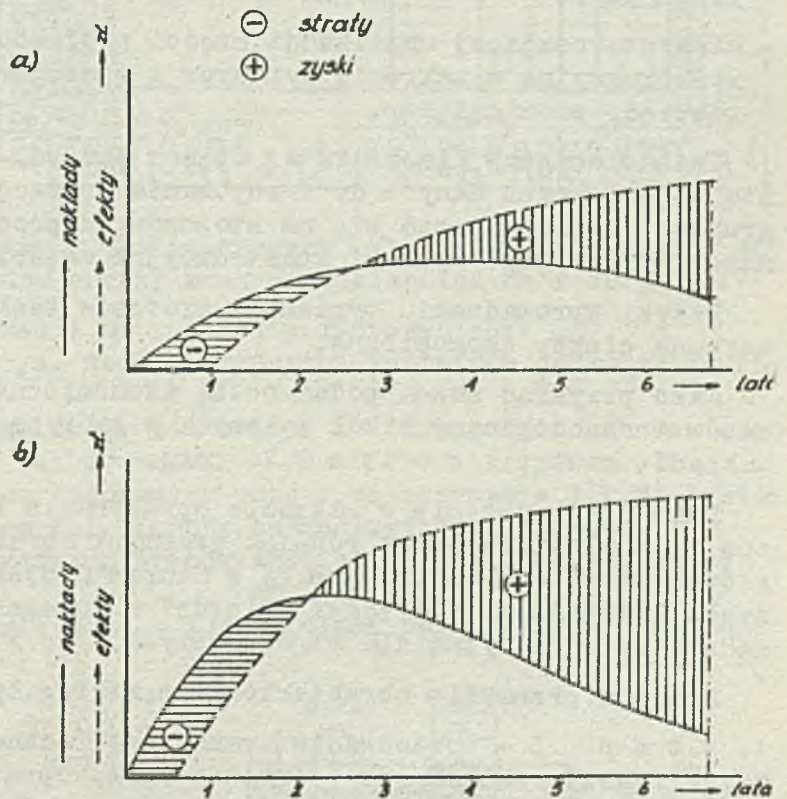 ⊖ straty
⊕ zyski
a)
zł
nakłady
efekty
+
-
1 2 3 4 5 6 lata
b)
zł
nakłady
efekty
+
-
1 2 3 4 5 6 lata